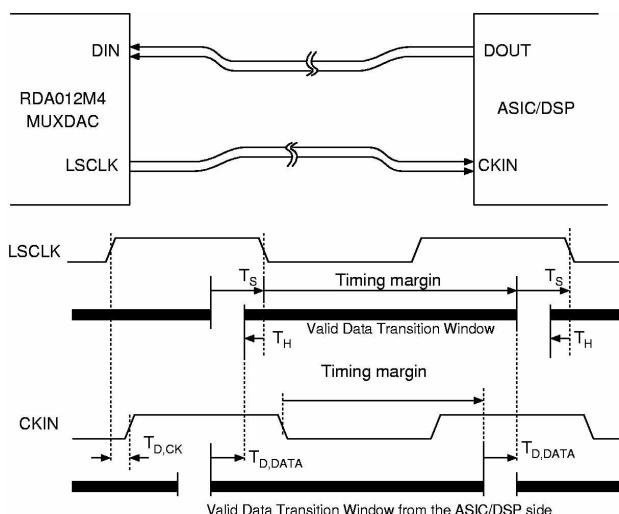 DIN
DOUT
RDA012M4
MUXDAC
ASIC/DSP
LSCLK
CKIN
LSCLK
TS
Timing margin
TS
Valid Data Transition Window
TH
TH
Timing margin
CKIN
TD,CK
TD,DATA
TD,DATA
Valid Data Transition Window from the ASIC/DSP side